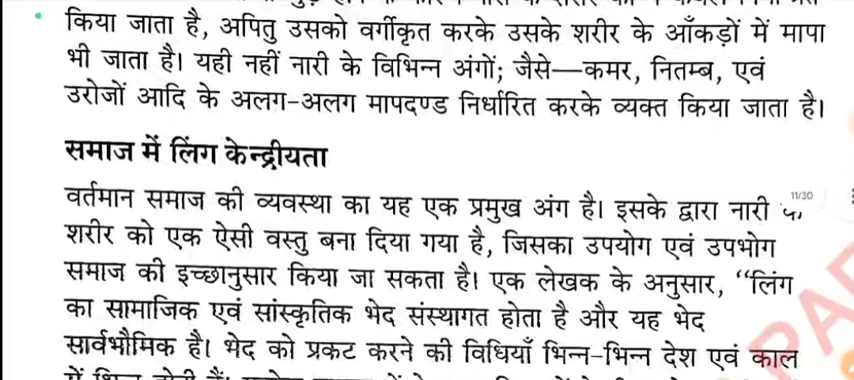 किया जाता है, अपितु उसको वर्गीकृत करके उसके शरीर के आँकड़ों में मापा
भी जाता है। यही नहीं नारी के विभिन्न अंगों; जैसे—कमर, नितम्ब, एवं
उरोजों आदि के अलग-अलग मापदण्ड निर्धारित करके व्यक्त किया जाता है।
समाज में लिंग केन्द्रीयता
वर्तमान समाज की व्यवस्था का यह एक प्रमुख अंग है। इसके द्वारा नारी
11/30
शरीर को एक ऐसी वस्तु बना दिया गया है, जिसका उपयोग एवं उपभोग
समाज की इच्छानुसार किया जा सकता है। एक लेखक के अनुसार, “लिंग
का सामाजिक एवं सांस्कृतिक भेद संस्थागत होता है और यह भेद
सार्वभौमिक है। भेद को प्रकट करने की विधियाँ भिन्न-भिन्न देश एवं काल